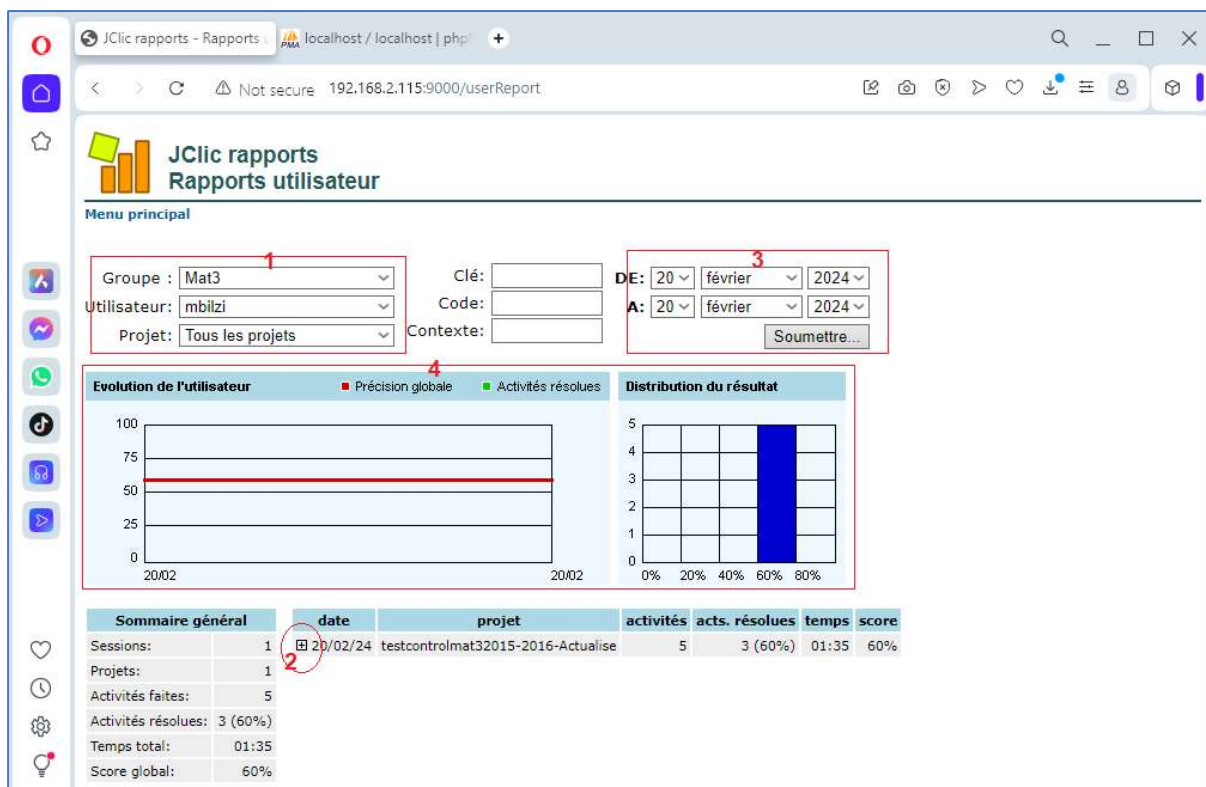 JClic rapports - Rapports u
localhost / localhost | php
Not secure 192.168.2.115:9000/userReport
JClic rapports
Rapports utilisateur
Menu principal
1
Groupe : Mat3
Utilisateur: mbilzi
Projet: Tous les projets
Clé:
Code:
Contexte:
3
DE: 20 février 2024
A: 20 février 2024
Soumettre...
4
Evolution de l'utilisateur Précision globale Activités résolues
100
75
50
25
0
20/02 20/02
Distribution du résultat
5
4
3
2
1
0
0% 20% 40% 60% 80%
Sommaire général
Sessions: 1
Projets: 1
Activités faites: 5
Activités résolues: 3 (60%)
Temps total: 01:35
Score global: 60%
date projet activités acts. résolues temps score
20/02/24 testcontrolmat32015-2016-Actualise 5 3 (60%) 01:35 60%
2